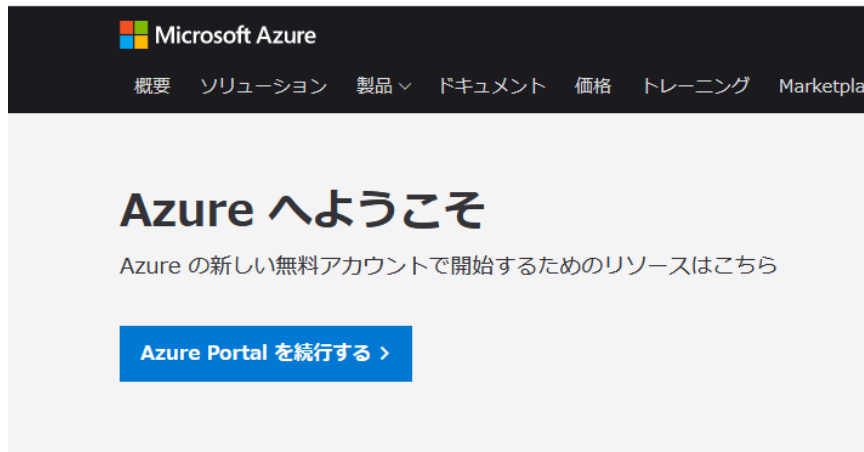 Microsoft Azure
概要 ソリューション 製品 ドキュメント 価格 トレーニング
Azure へようこそ
Azure の新しい無料アカウントで開始するためのリソースはこちら
Azure Portal を続行する >